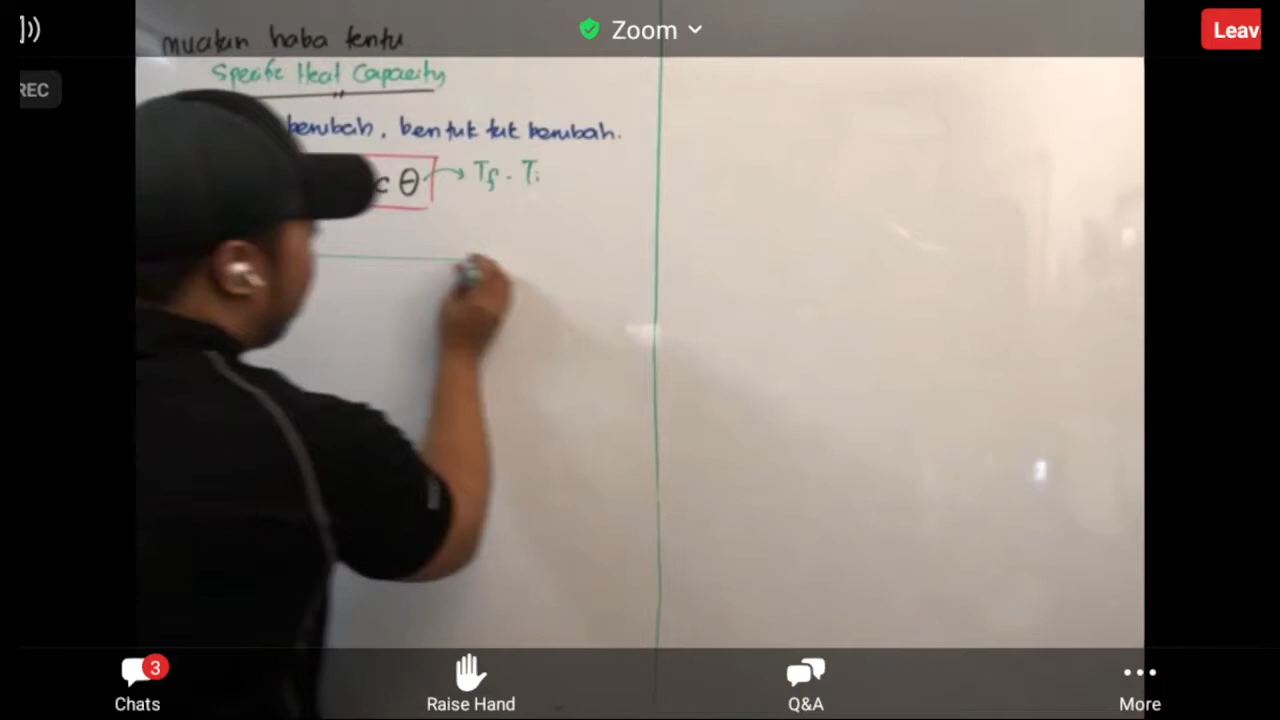 Zoom
Leav
REC
muatan haba tentu
Specific Heat Capacity
berubah, bentuk tak berubah.
c θ → Tf - Ti
3
Chats
Raise Hand
Q&A
More